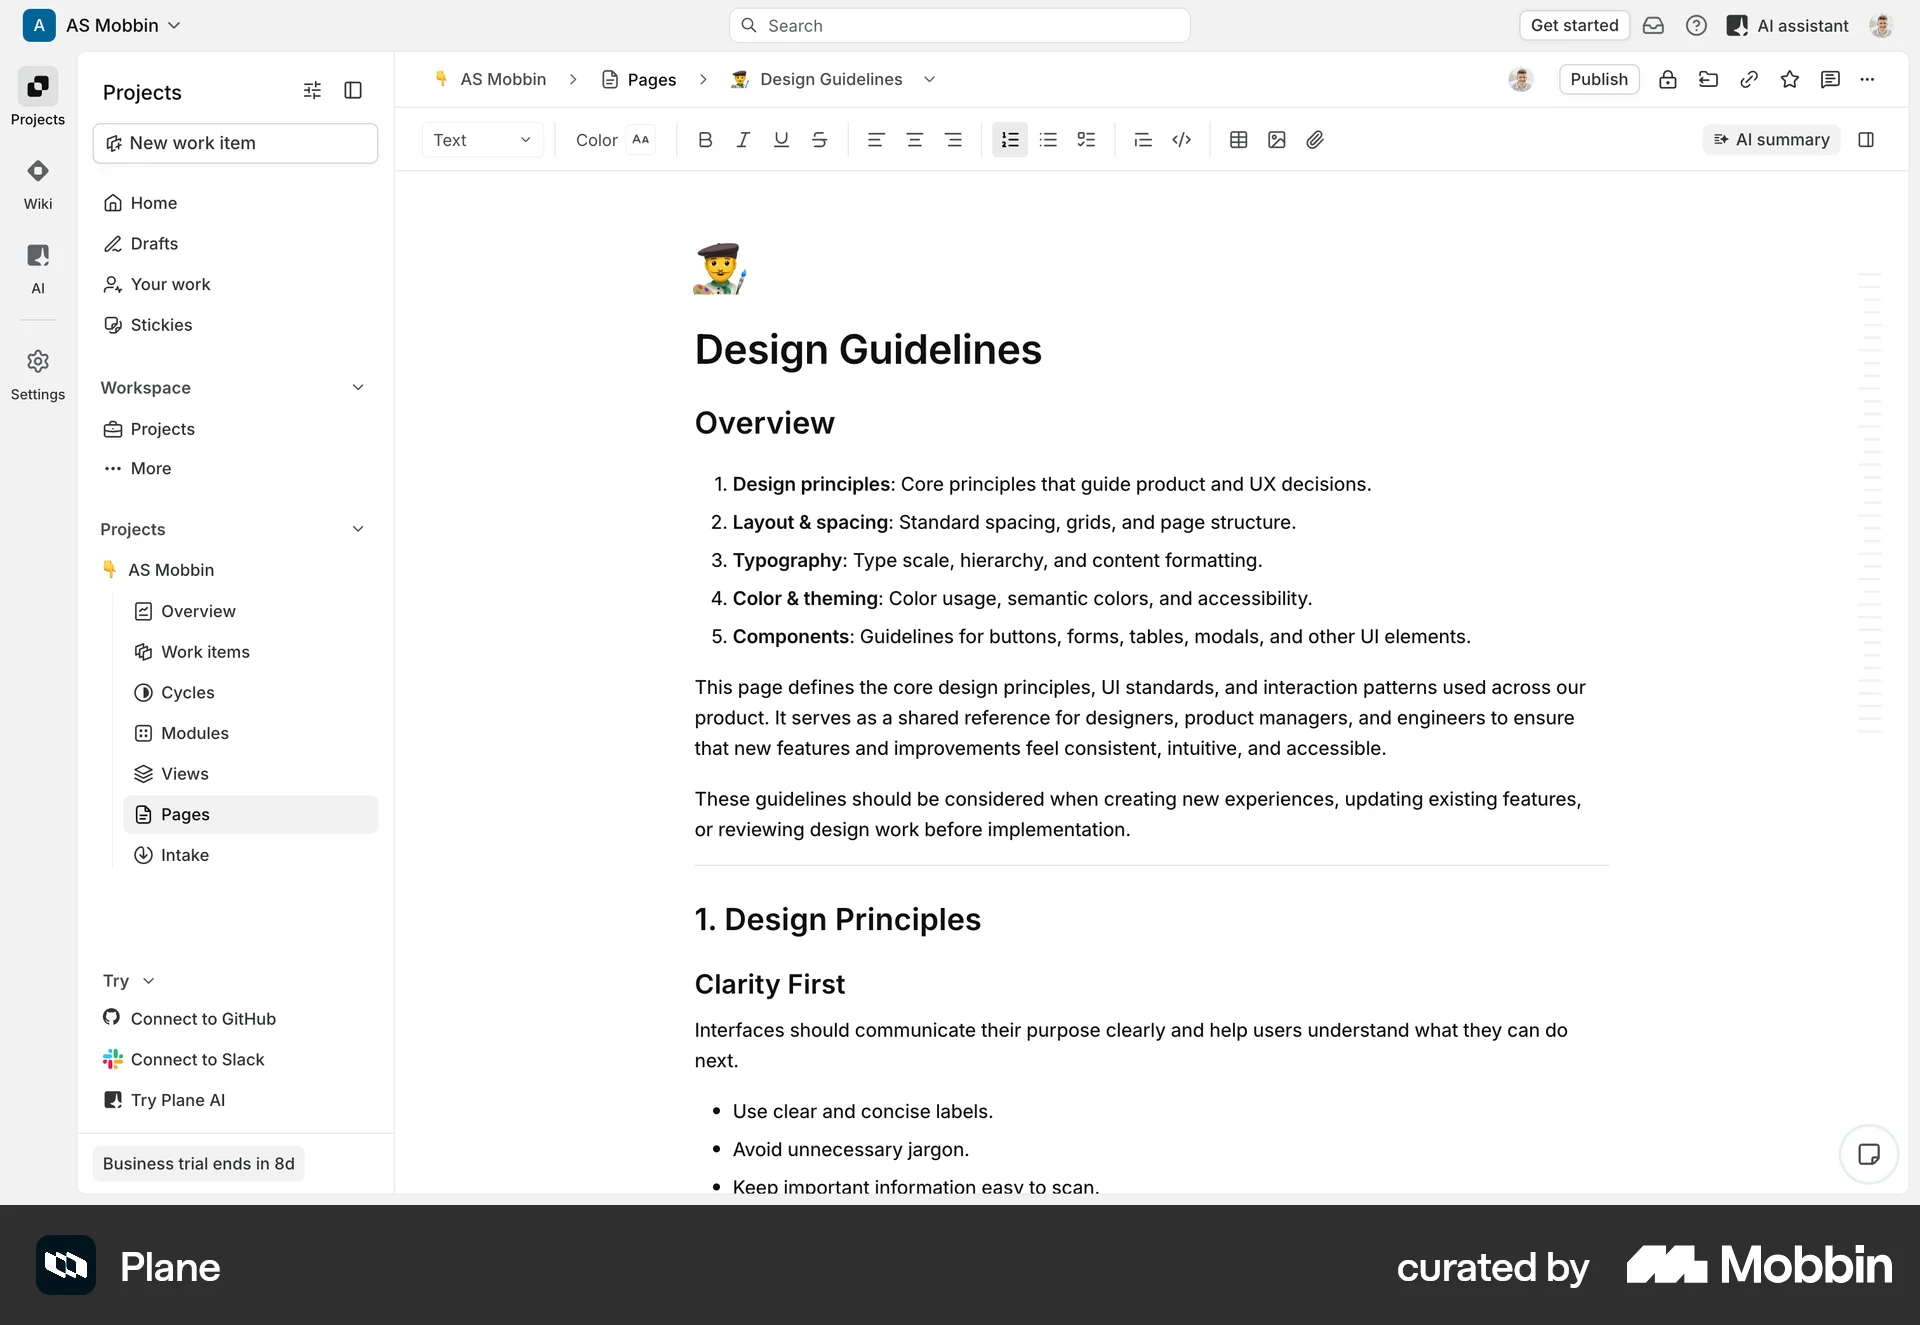 A AS Mobbin
Search
Get started
AI assistant
Projects
Wiki
AI
Settings
Projects
New work item
Home
Drafts
Your work
Stickies
Workspace
Projects
More
Projects
AS Mobbin
Overview
Work items
Cycles
Modules
Views
Pages
Intake
Try
Connect to GitHub
Connect to Slack
Try Plane AI
Business trial ends in 8d
AS Mobbin > Pages > Design Guidelines
Publish
Text
Color AA
B I U S
AI summary
Design Guidelines
Overview
1. Design principles: Core principles that guide product and UX decisions.
2. Layout & spacing: Standard spacing, grids, and page structure.
3. Typography: Type scale, hierarchy, and content formatting.
4. Color & theming: Color usage, semantic colors, and accessibility.
5. Components: Guidelines for buttons, forms, tables, modals, and other UI elements.
This page defines the core design principles, UI standards, and interaction patterns used across our
product. It serves as a shared reference for designers, product managers, and engineers to ensure
that new features and improvements feel consistent, intuitive, and accessible.
These guidelines should be considered when creating new experiences, updating existing features,
or reviewing design work before implementation.
1. Design Principles
Clarity First
Interfaces should communicate their purpose clearly and help users understand what they can do
next.
• Use clear and concise labels.
• Avoid unnecessary jargon.
• Keep important information easy to scan.
Plane
curated by Mobbin